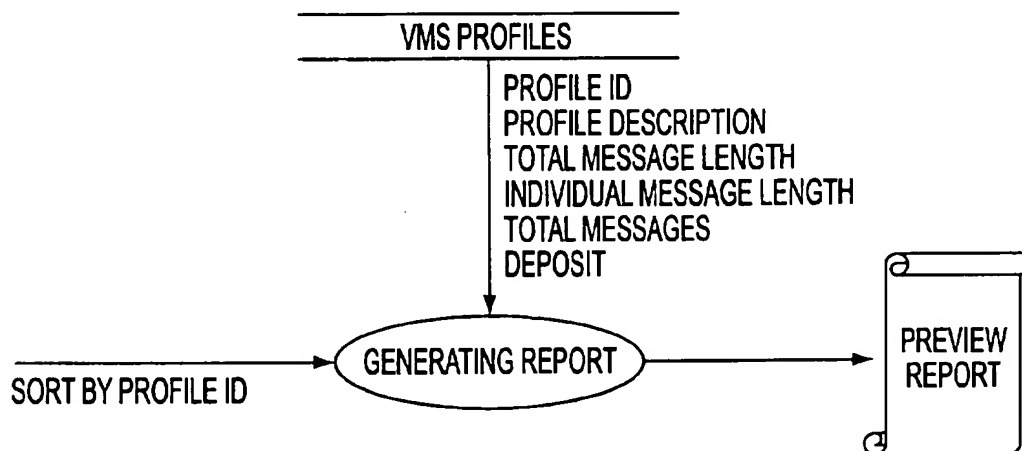 VMS PROFILES
PROFILE ID
PROFILE DESCRIPTION
TOTAL MESSAGE LENGTH
INDIVIDUAL MESSAGE LENGTH
TOTAL MESSAGES
DEPOSIT
GENERATING REPORT
SORT BY PROFILE ID
PREVIEW
REPORT